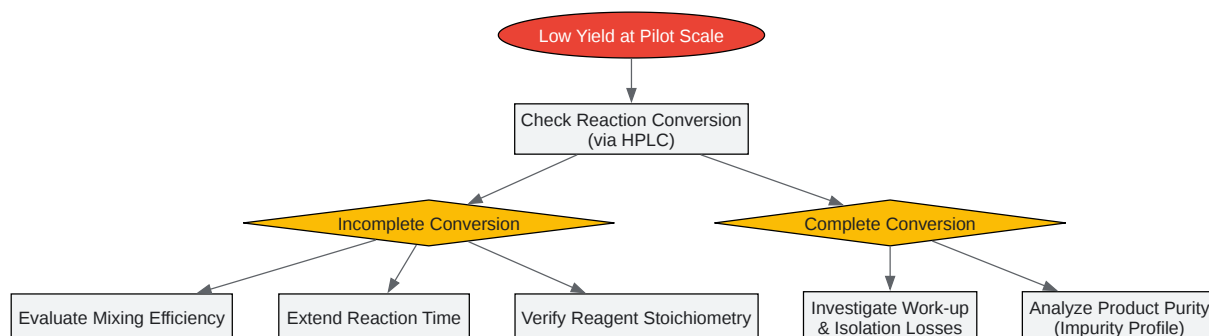 Low Yield at Pilot Scale
Check Reaction Conversion
(via HPLC)
Incomplete Conversion
Complete Conversion
Evaluate Mixing Efficiency
Extend Reaction Time
Verify Reagent Stoichiometry
Investigate Work-up
& Isolation Losses
Analyze Product Purity
(Impurity Profile)